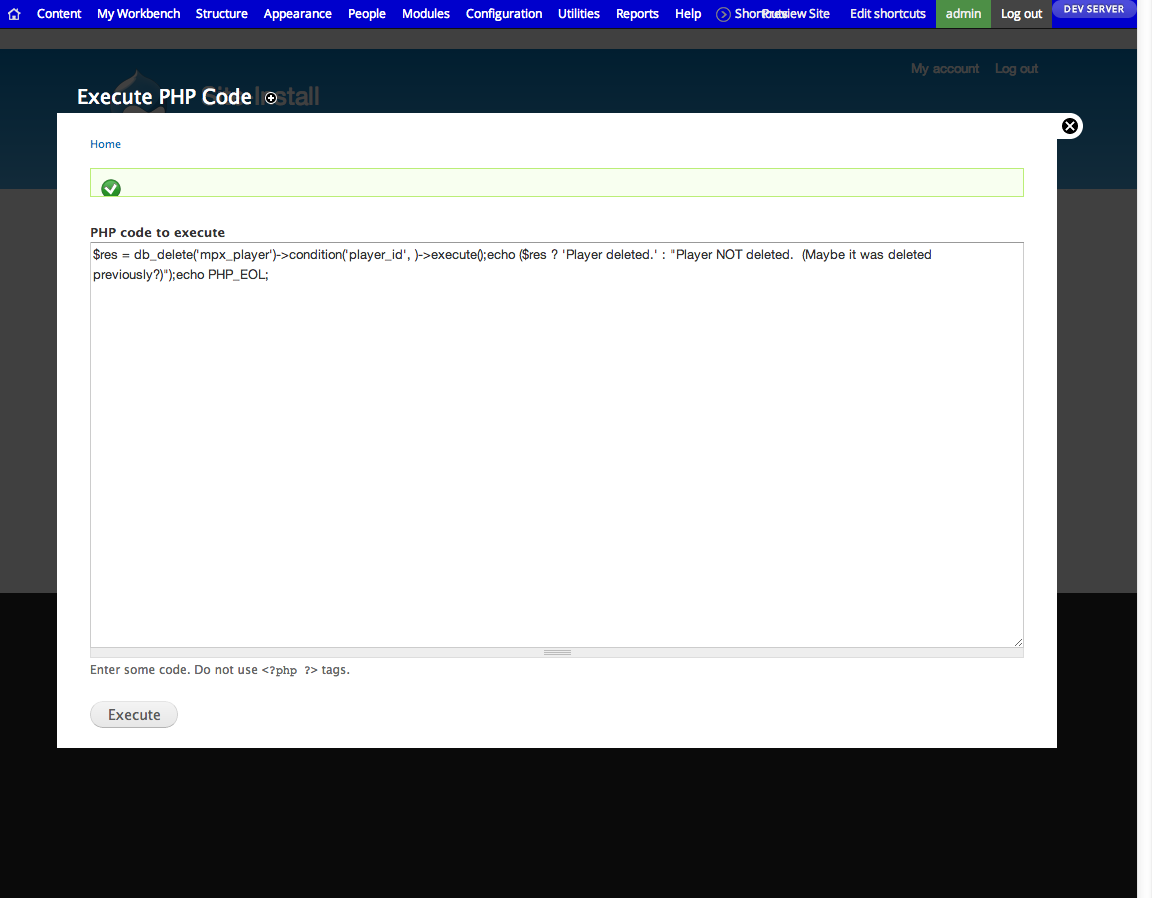 Content My Workbench Structure Appearance People Modules Configuration Utilities Reports Help Shortcuts Preview Site Edit shortcuts admin Log out DEV SERVER
My account Log out
Execute PHP Code
Site-Install
Home
PHP code to execute
$res = db_delete('mpx_player')->condition('player_id', )->execute();echo ($res ? 'Player deleted.' : "Player NOT deleted.  (Maybe it was deleted
previously?)");echo PHP_EOL;
Enter some code. Do not use <?php ?> tags.
Execute